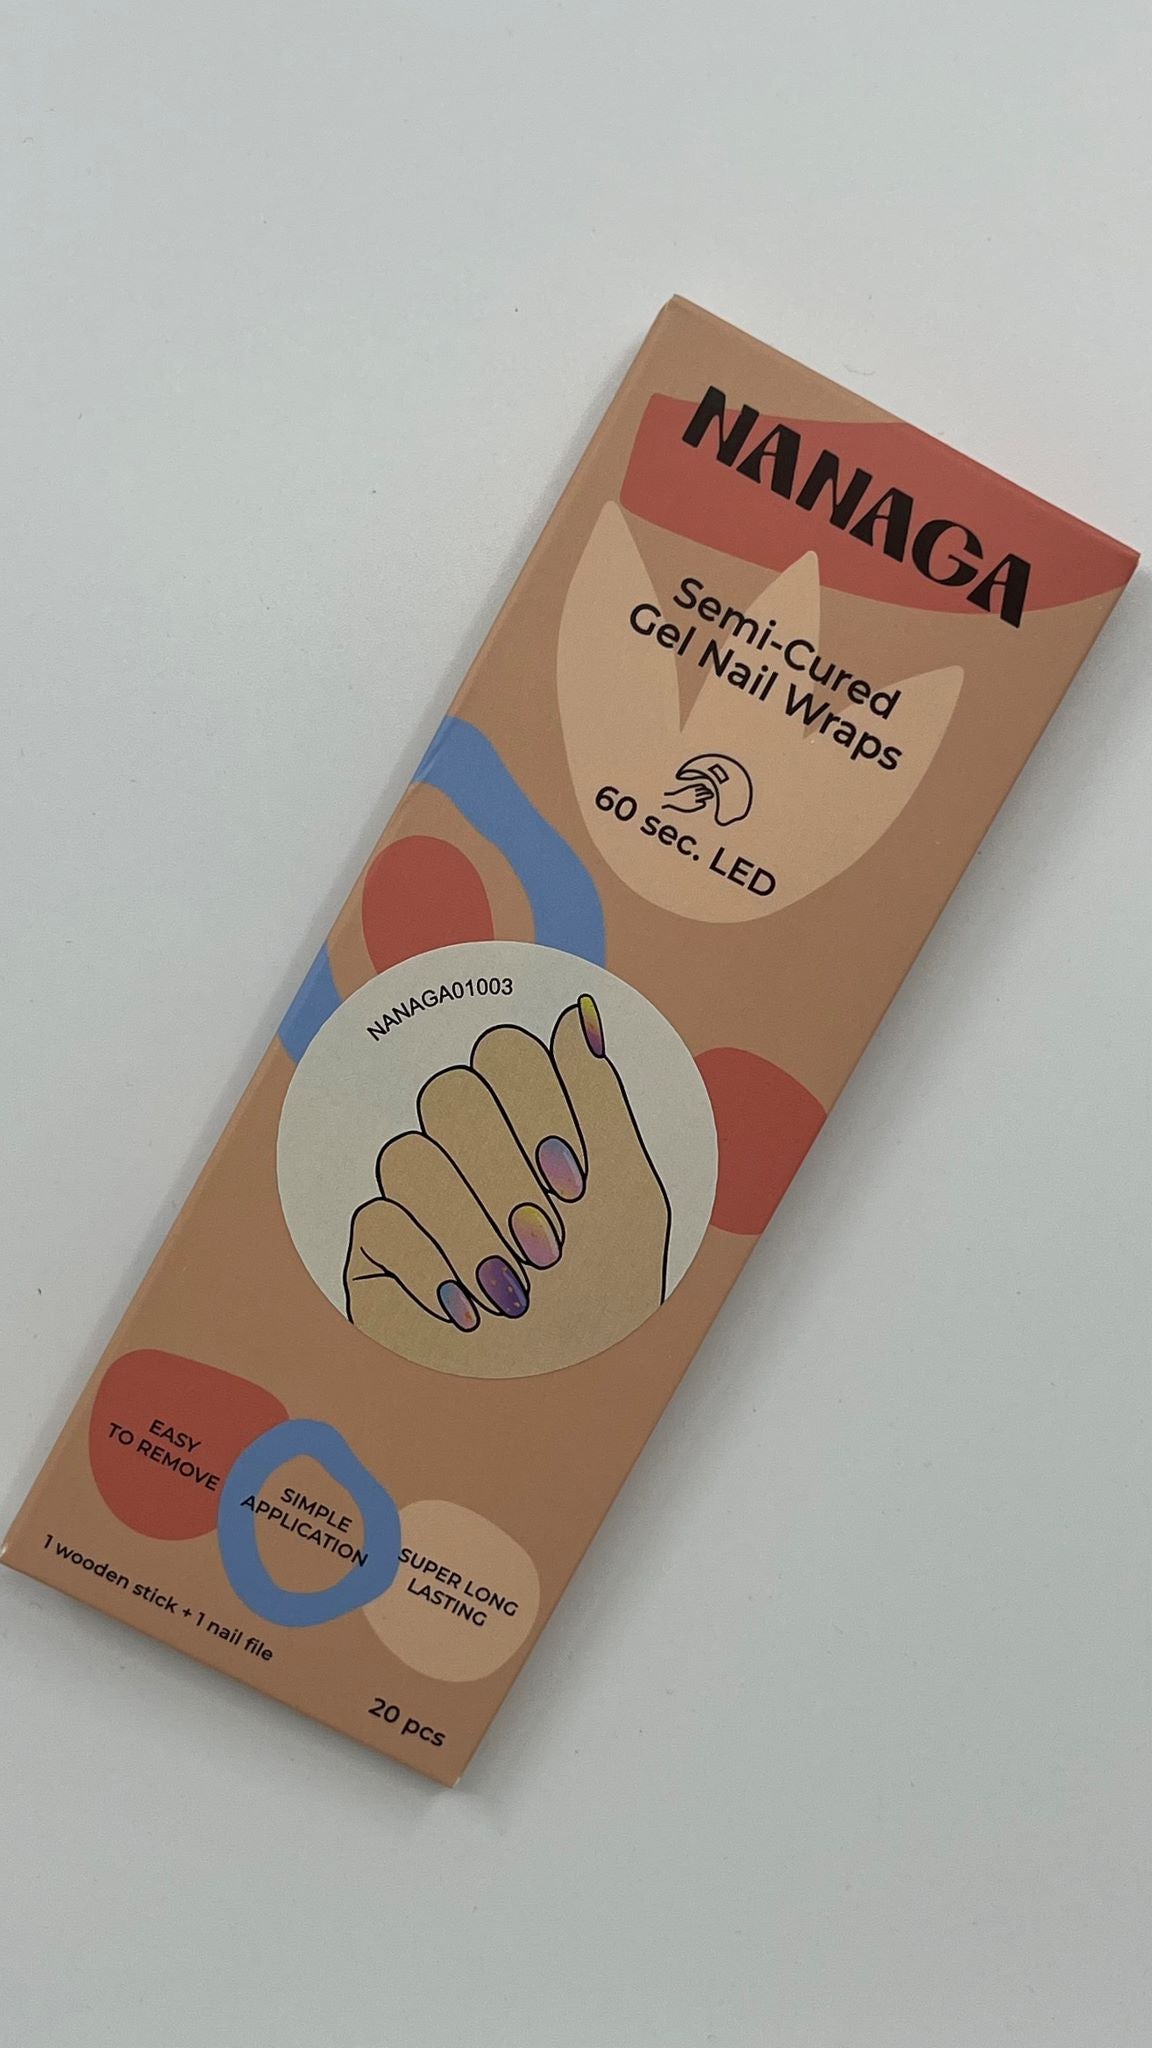 NANAGA
Semi-Cured
Gel Nail Wraps
60 sec. LED
NANAGA01003
EASY
TO REMOVE
SIMPLE
APPLICATION
SUPER LONG
LASTING
1 wooden stick + 1 nail file
20 pcs